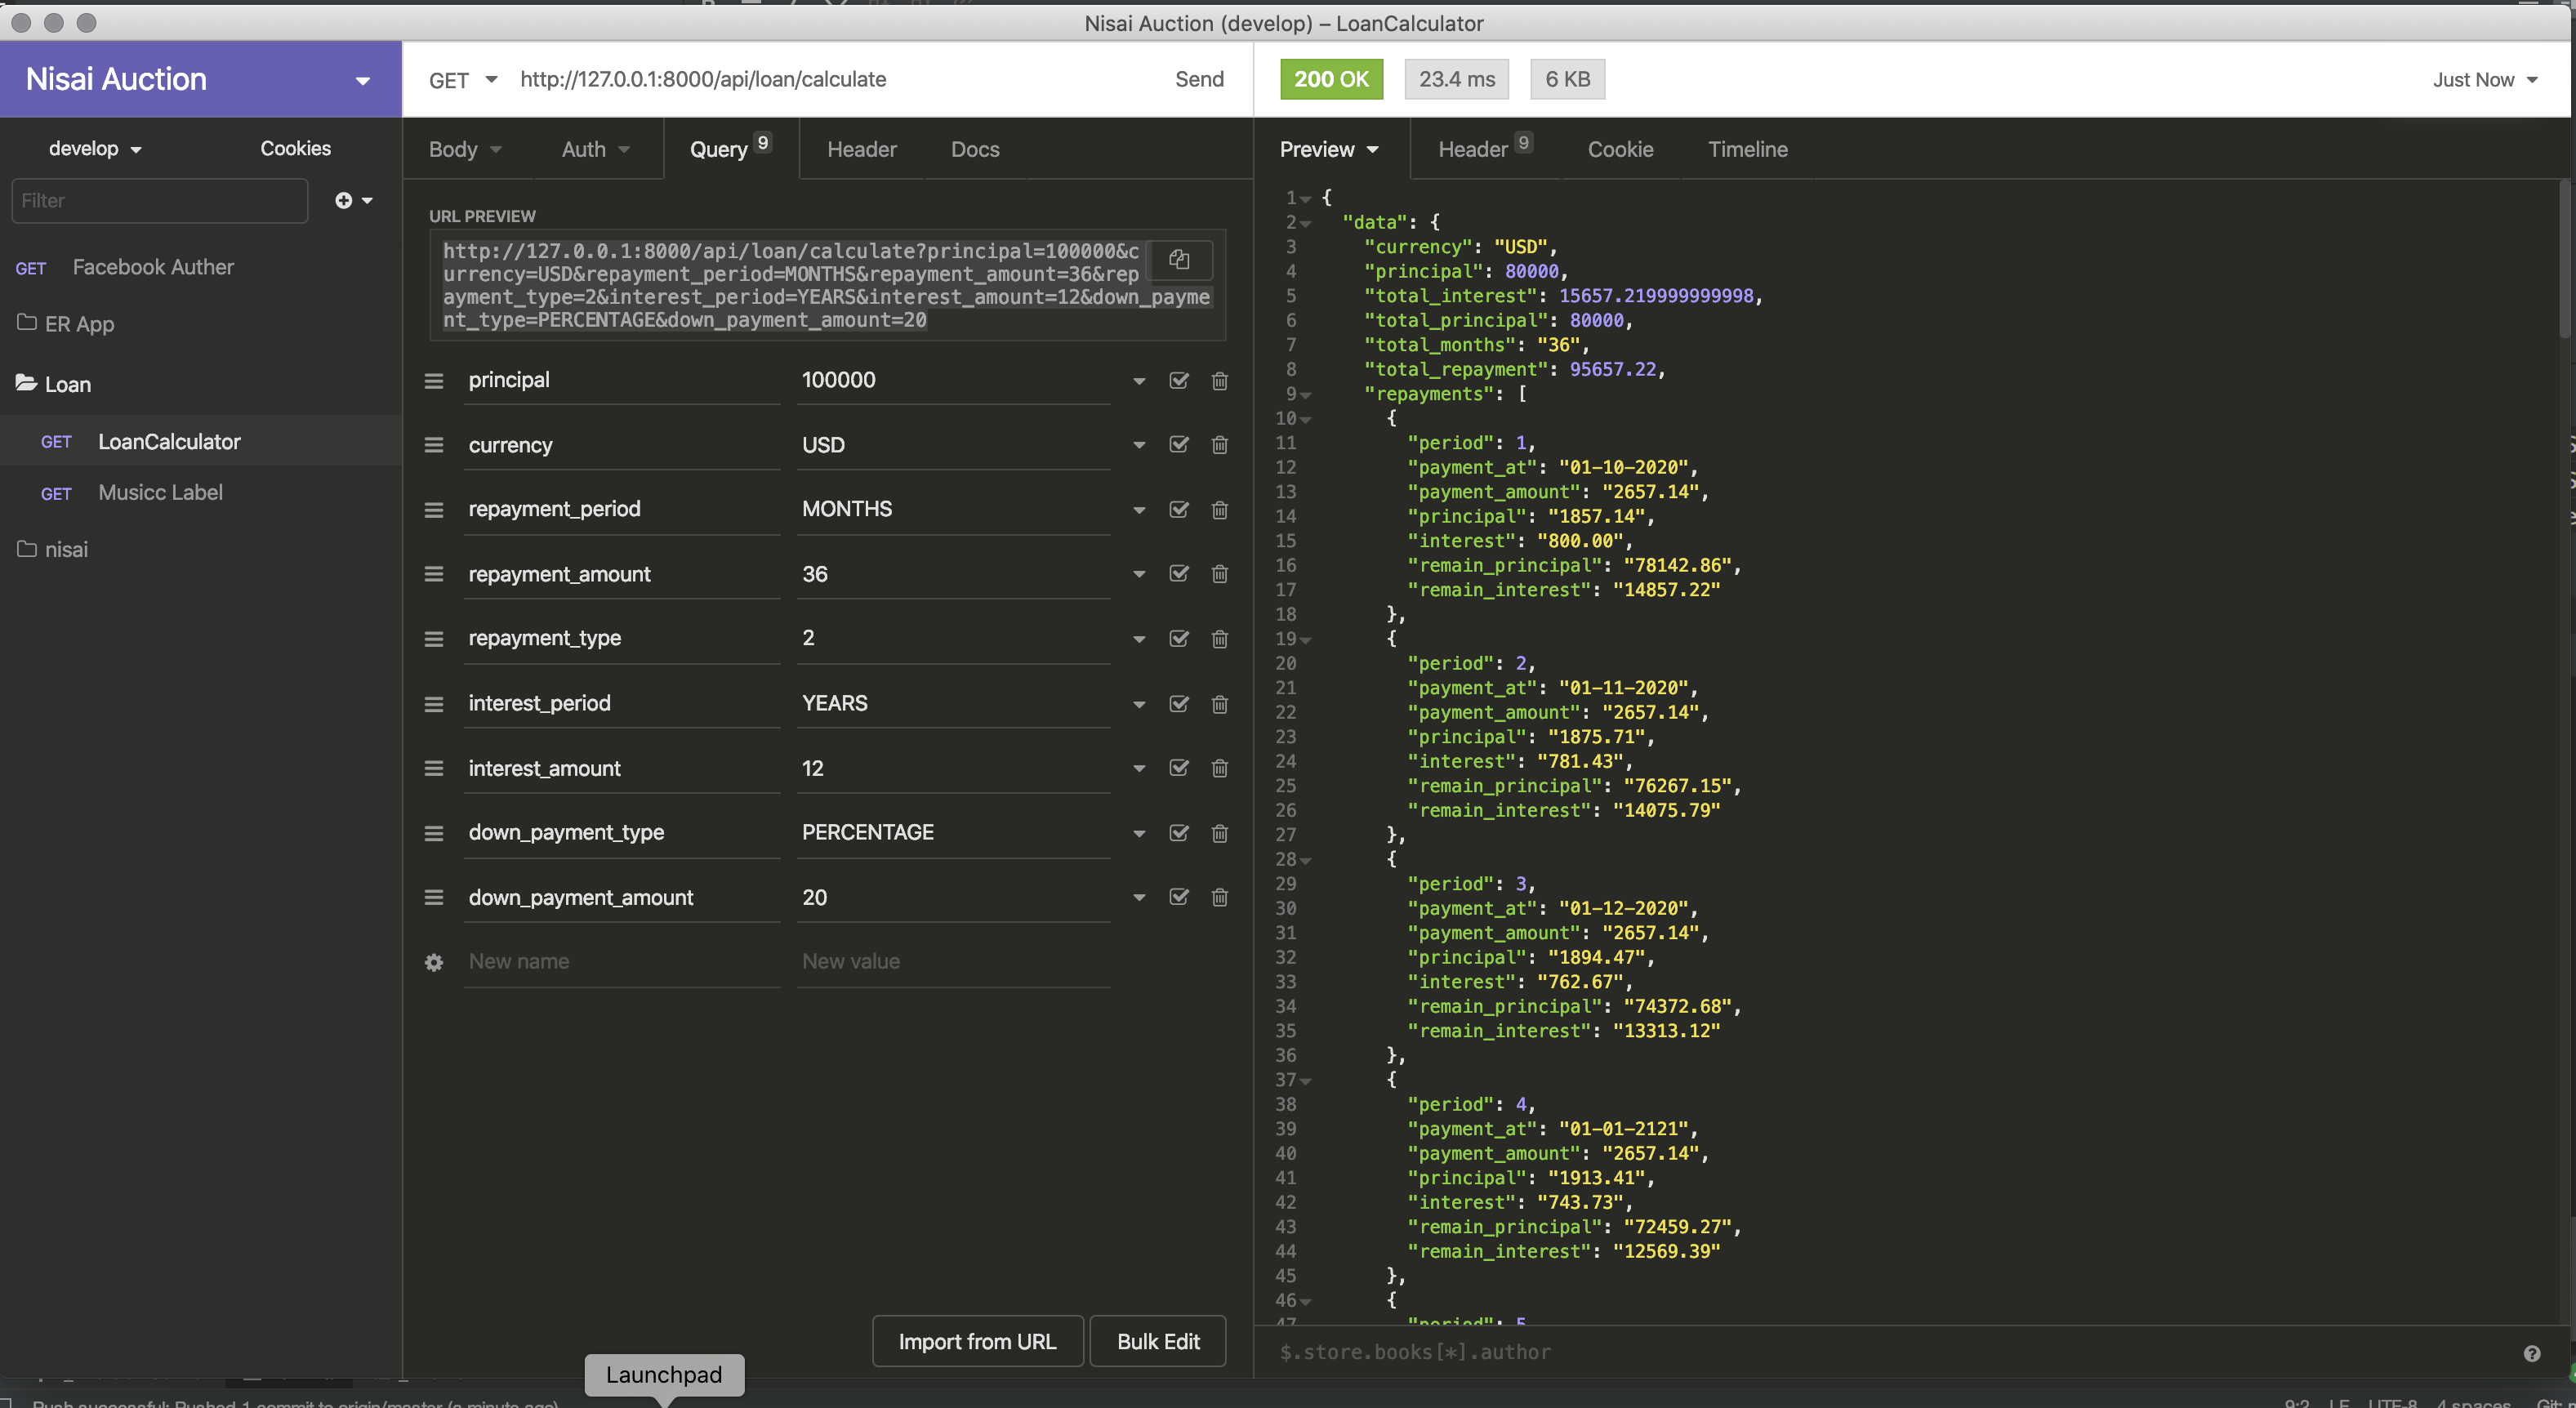 Nisai Auction (develop) – LoanCalculator
Nisai Auction
develop
Cookies
Filter
GET Facebook Auther
ER App
Loan
GET LoanCalculator
GET Musicc Label
nisai
GET http://127.0.0.1:8000/api/loan/calculate Send
Body Auth Query 9 Header Docs
URL PREVIEW
http://127.0.0.1:8000/api/loan/calculate?principal=100000&c
urrency=USD&repayment_period=MONTHS&repayment_amount=36&rep
ayment_type=2&interest_period=YEARS&interest_amount=12&down_payme
nt_type=PERCENTAGE&down_payment_amount=20
principal 100000
currency USD
repayment_period MONTHS
repayment_amount 36
repayment_type 2
interest_period YEARS
interest_amount 12
down_payment_type PERCENTAGE
down_payment_amount 20
New name New value
Import from URL Bulk Edit
200 OK 23.4 ms 6 KB Just Now
Preview Header 9 Cookie Timeline
1 {
2 "data": {
3 "currency": "USD",
4 "principal": 80000,
5 "total_interest": 15657.219999999998,
6 "total_principal": 80000,
7 "total_months": "36",
8 "total_repayment": 95657.22,
9 "repayments": [
10 {
11 "period": 1,
12 "payment_at": "01-10-2020",
13 "payment_amount": "2657.14",
14 "principal": "1857.14",
15 "interest": "800.00",
16 "remain_principal": "78142.86",
17 "remain_interest": "14857.22"
18 },
19 {
20 "period": 2,
21 "payment_at": "01-11-2020",
22 "payment_amount": "2657.14",
23 "principal": "1875.71",
24 "interest": "781.43",
25 "remain_principal": "76267.15",
26 "remain_interest": "14075.79"
27 },
28 {
29 "period": 3,
30 "payment_at": "01-12-2020",
31 "payment_amount": "2657.14",
32 "principal": "1894.47",
33 "interest": "762.67",
34 "remain_principal": "74372.68",
35 "remain_interest": "13313.12"
36 },
37 {
38 "period": 4,
39 "payment_at": "01-01-2121",
40 "payment_amount": "2657.14",
41 "principal": "1913.41",
42 "interest": "743.73",
43 "remain_principal": "72459.27",
44 "remain_interest": "12569.39"
45 },
46 {
47 "period": 5,
$.store.books[*].author
Launchpad
Push successful: Pushed 1 commit to origin/master (a minute ago)
9:2 LF UTF-8 4 spaces Git: